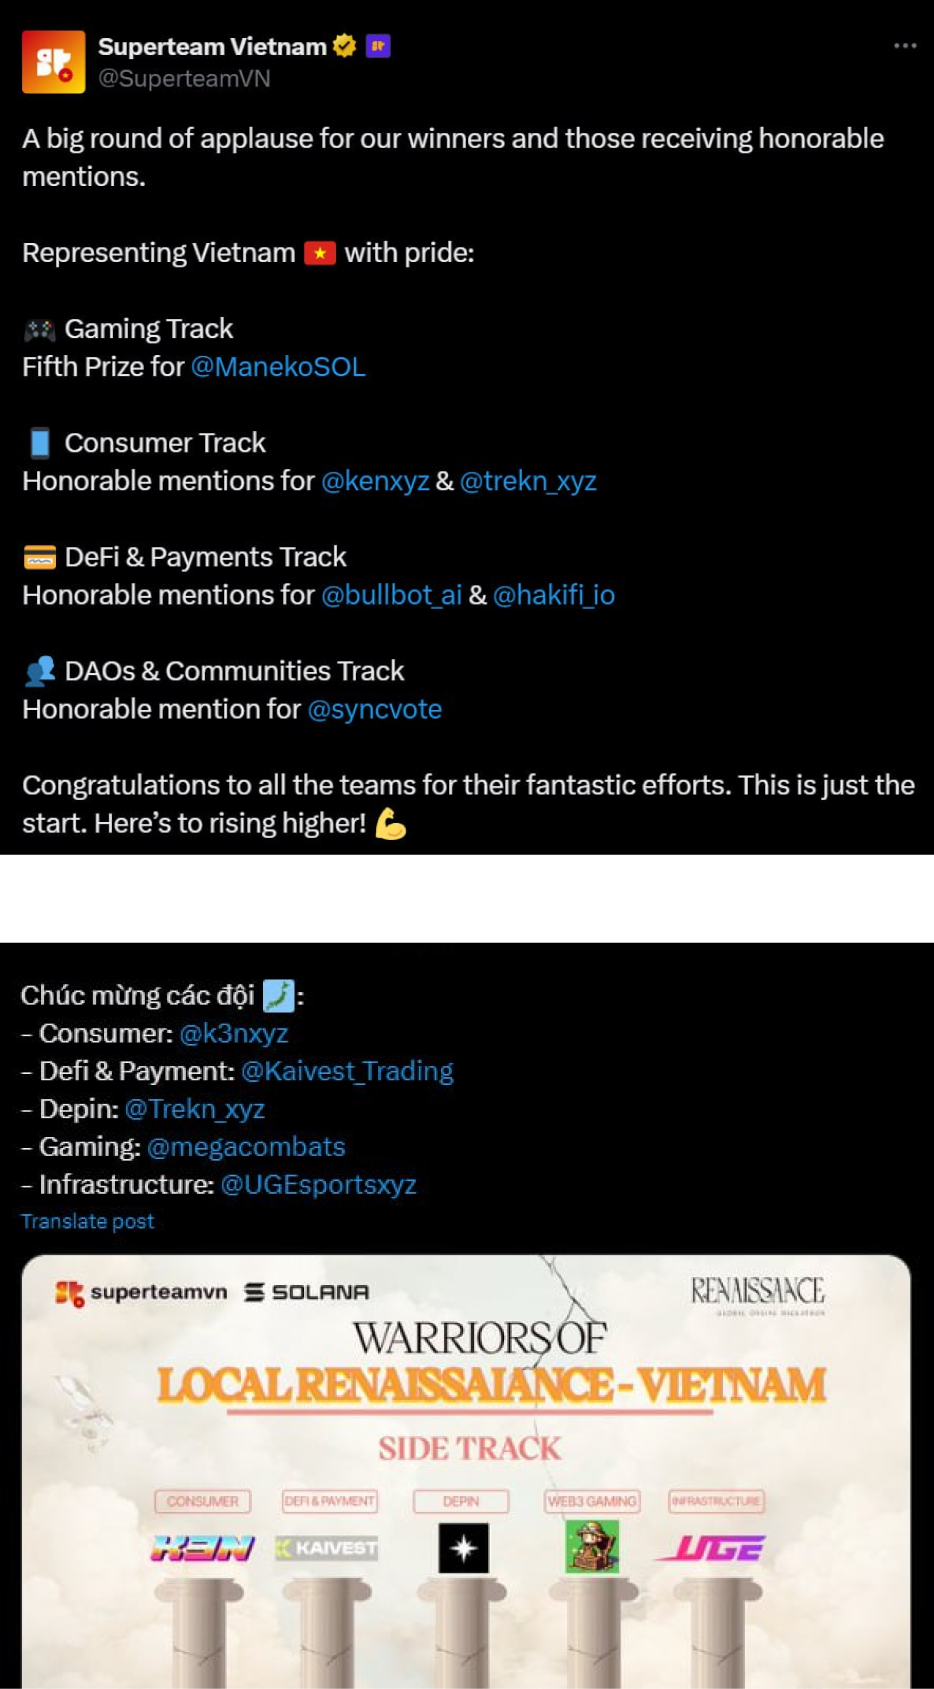 Superteam Vietnam
@SuperteamVN
A big round of applause for our winners and those receiving honorable
mentions.
Representing Vietnam 🇻🇳 with pride:
🎮 Gaming Track
Fifth Prize for @ManekoSOL
📱 Consumer Track
Honorable mentions for @kenxyz & @trekn_xyz
💳 DeFi & Payments Track
Honorable mentions for @bullbot_ai & @hakifi_io
👥 DAOs & Communities Track
Honorable mention for @syncvote
Congratulations to all the teams for their fantastic efforts. This is just the
start. Here’s to rising higher! 💪
Chúc mừng các đội 🗾:
- Consumer: @k3nxyz
- Defi & Payment: @Kaivest_Trading
- Depin: @Trekn_xyz
- Gaming: @megacombats
- Infrastructure: @UGEsportsxyz
Translate post
superteamvn SOLANA
RENAISSANCE
GLOBAL ONLINE HACKATHON
WARRIORS OF
LOCAL RENAISSAIANCE - VIETNAM
SIDE TRACK
CONSUMER DEFI & PAYMENT DEPIN WEB3 GAMING INFRASTRUCTURE
K3N KAIVEST UGE